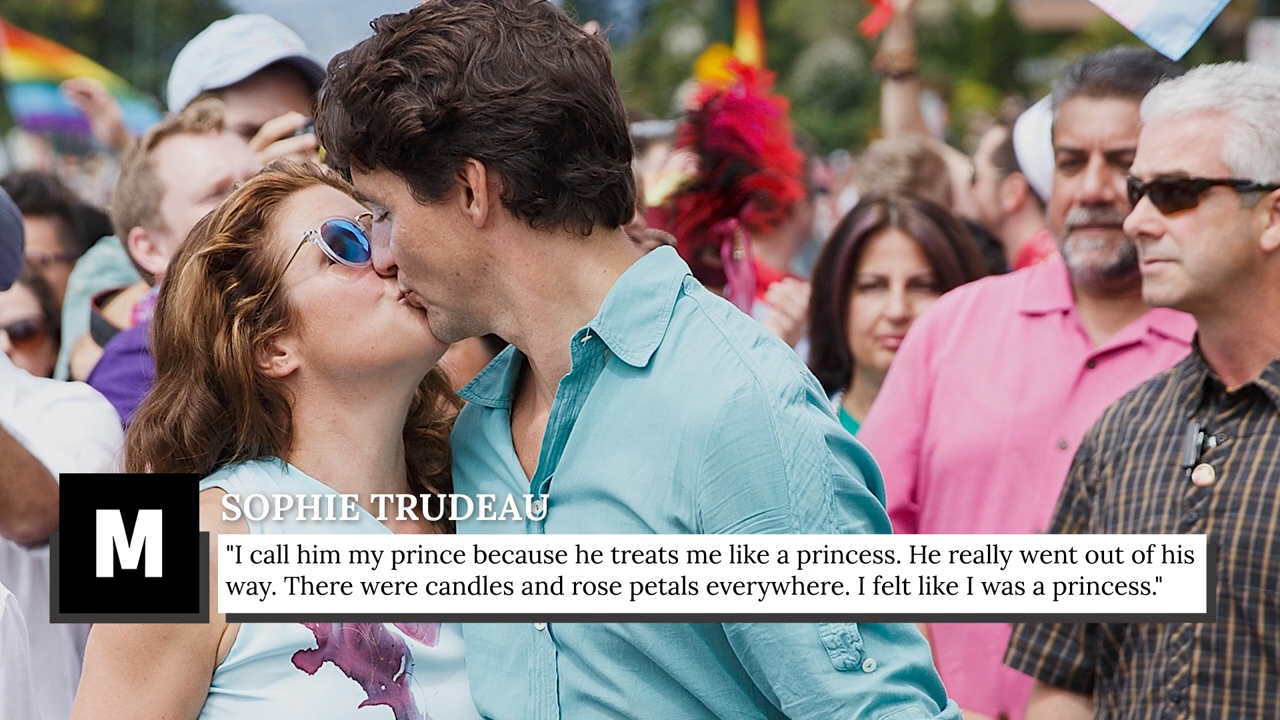 SOPHIE TRUDEAU
M
"I call him my prince because he treats me like a princess. He really went out of his
way. There were candles and rose petals everywhere. I felt like I was a princess."